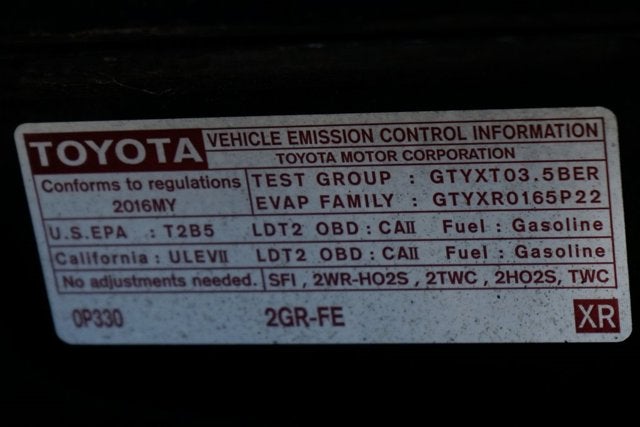 TOYOTA VEHICLE EMISSION CONTROL INFORMATION
TOYOTA MOTOR CORPORATION
Conforms to regulations TEST GROUP : GTYXT03.5BER
2016MY EVAP FAMILY : GTYXR0165P22
U.S.EPA : T2B5 LDT2 OBD : CAII Fuel : Gasoline
California : ULEVII LDT2 OBD : CAII Fuel : Gasoline
No adjustments needed. SFI , 2WR-HO2S , 2TWC , 2HO2S, TWC
0P330 2GR-FE XR